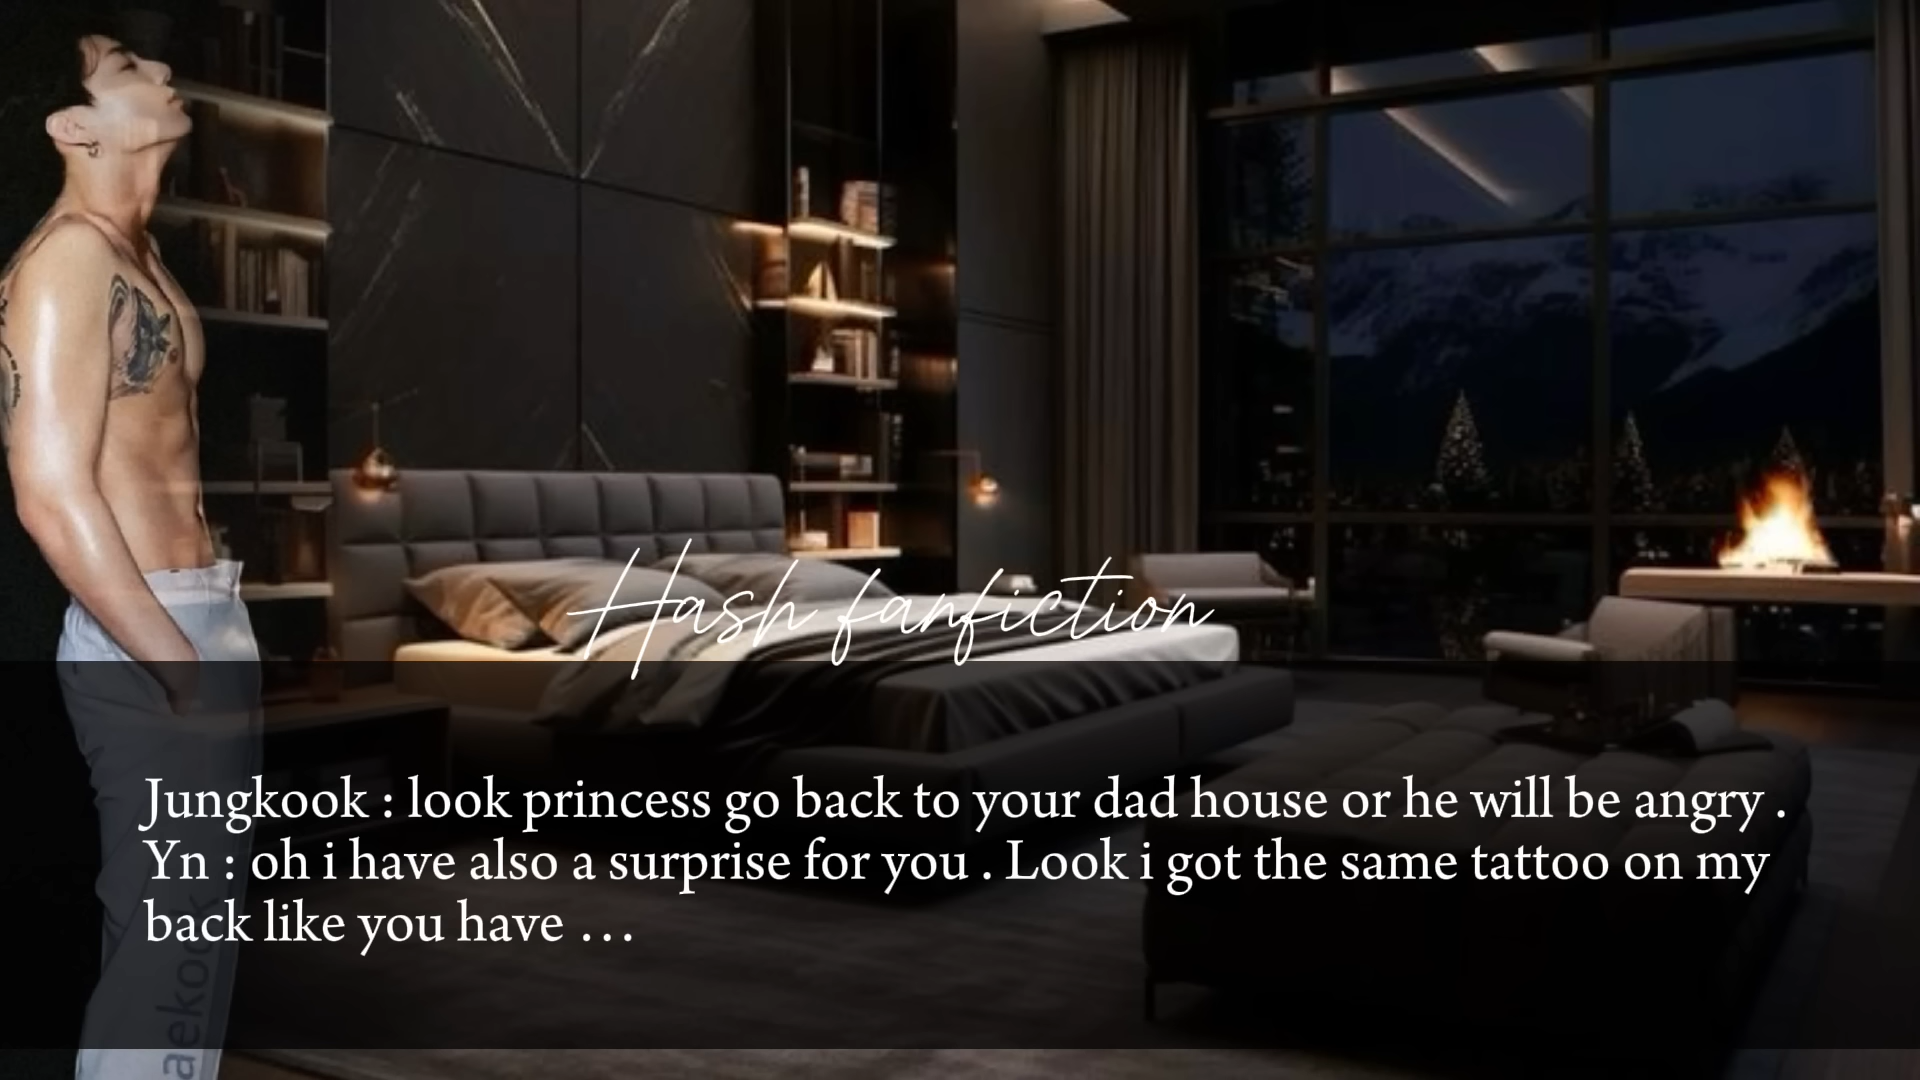 Hash fanfiction
Jungkook : look princess go back to your dad house or he will be angry .
Yn : oh i have also a surprise for you . Look i got the same tattoo on my
back like you have ...
aekook